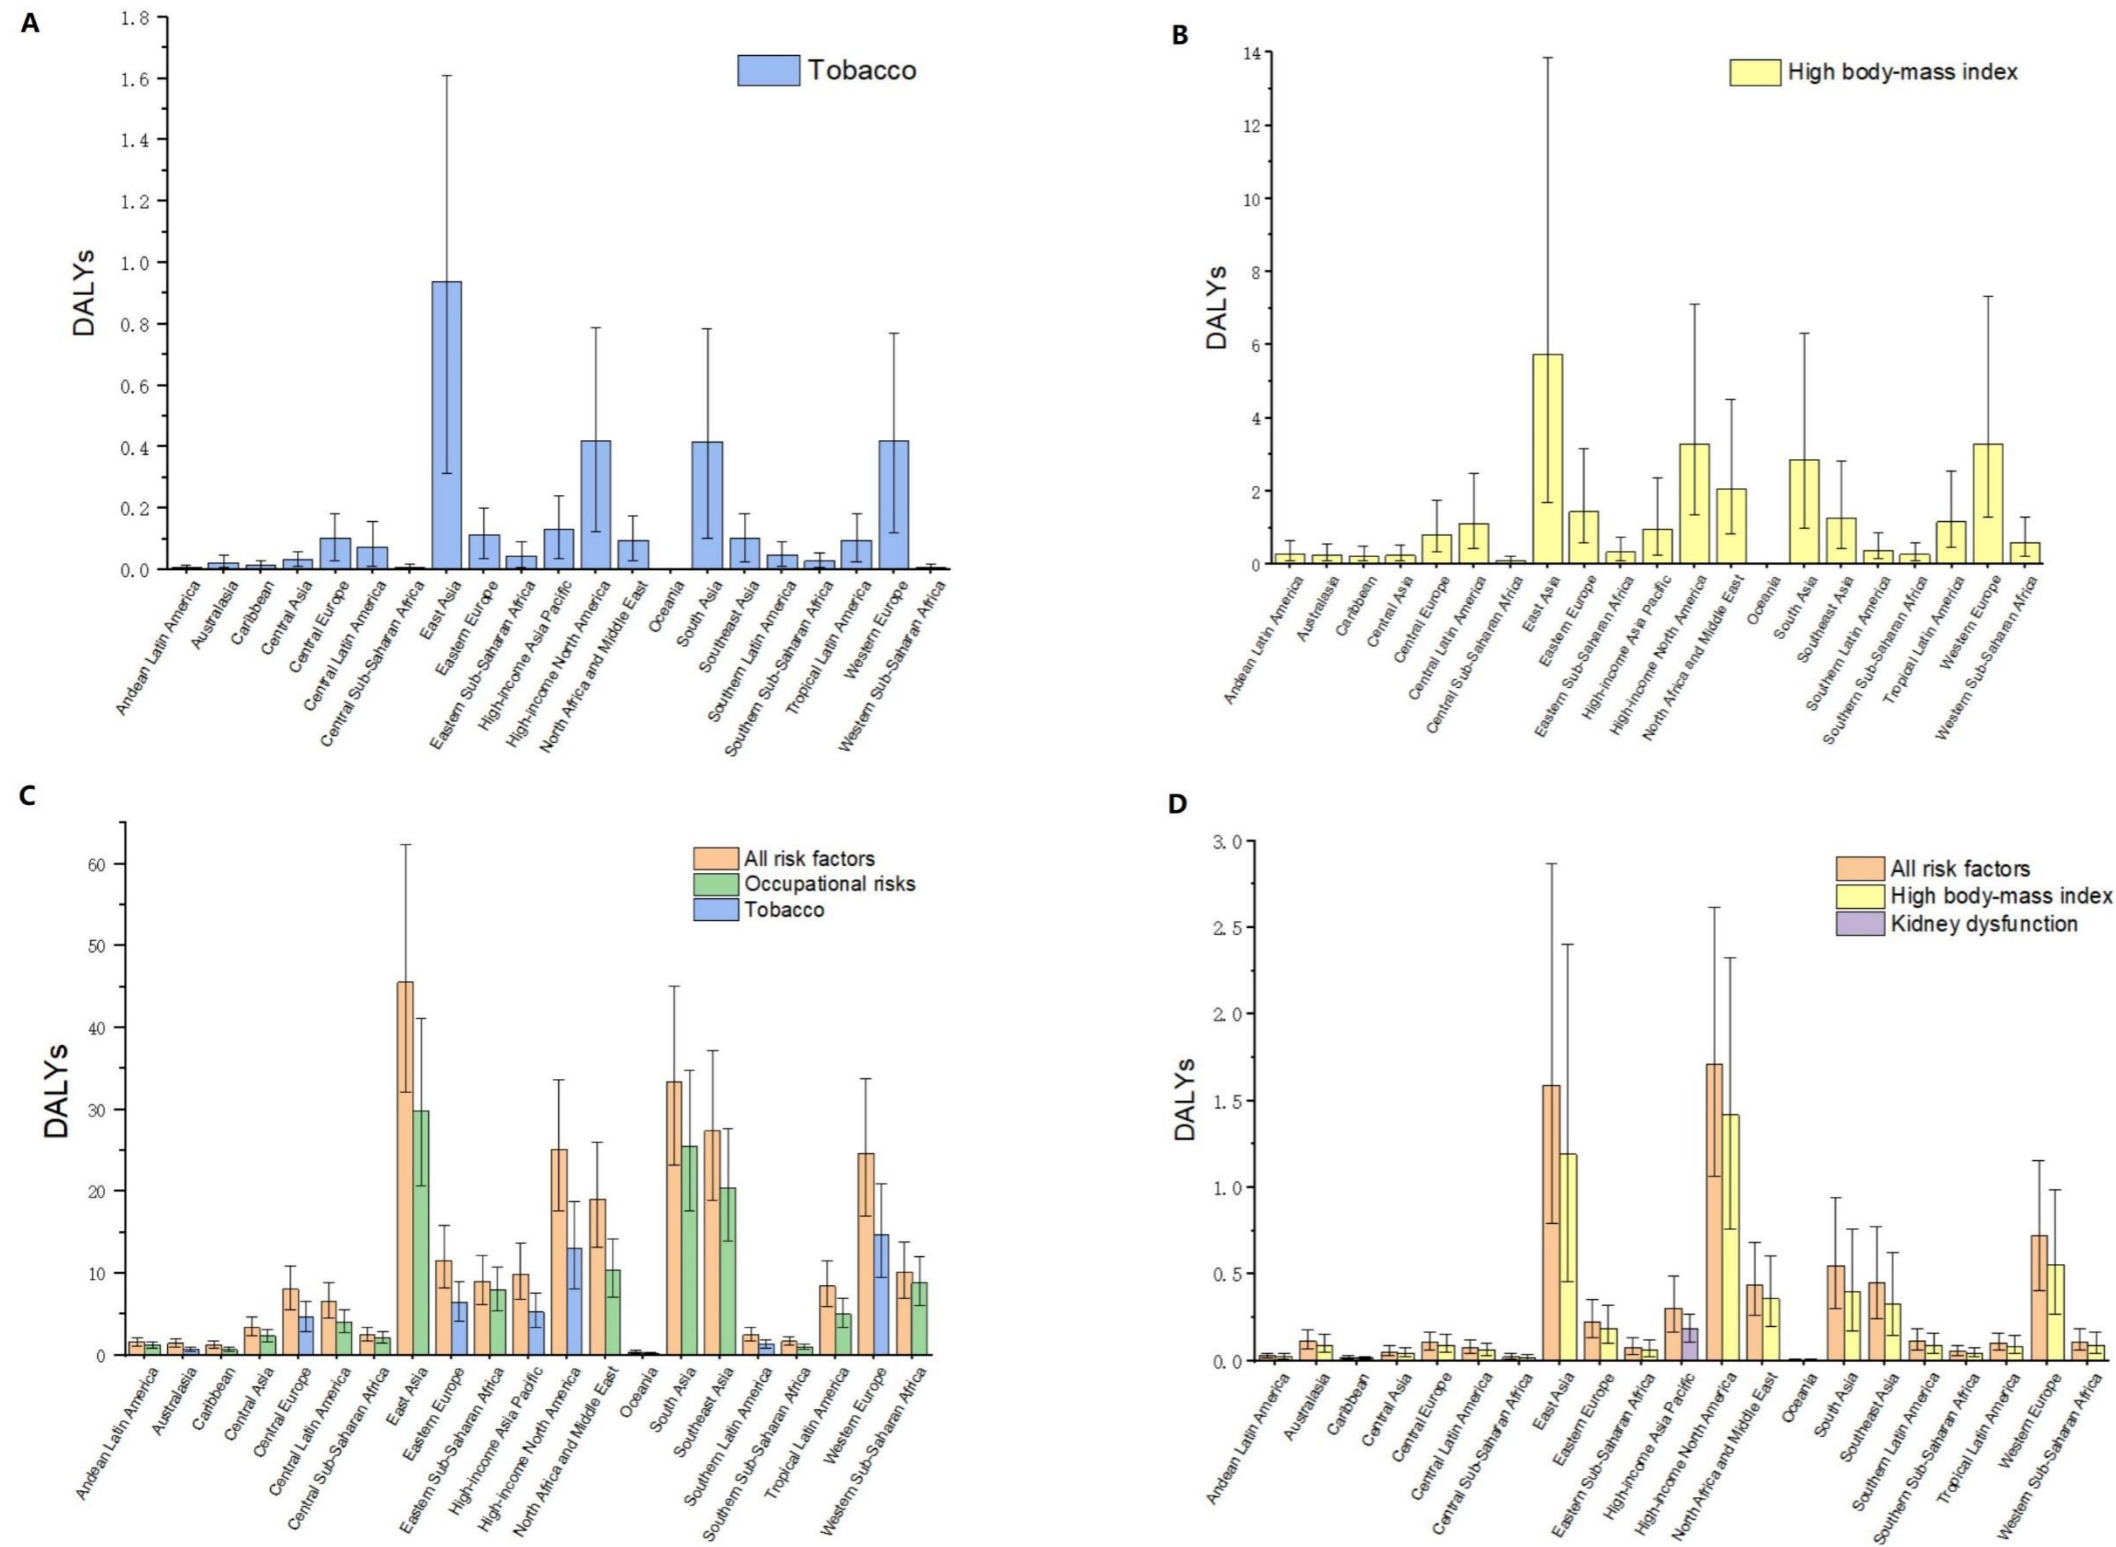 A
1.8
1.6
1.4
1.2
1.0
0.8
0.6
0.4
0.2
0.0
DALYs
Tobacco
Andean Latin America
Australasia
Caribbean
Central Asia
Central Europe
Central Latin America
Central Sub-Saharan Africa
East Asia
Eastern Europe
Eastern Sub-Saharan Africa
High-income Asia Pacific
High-income North America
North Africa and Middle East
Oceania
South Asia
Southeast Asia
Southern Latin America
Southern Sub-Saharan Africa
Tropical Latin America
Western Europe
Western Sub-Saharan Africa
B
14
12
10
8
6
4
2
0
DALYs
High body-mass index
Andean Latin America
Australasia
Caribbean
Central Asia
Central Europe
Central Latin America
Central Sub-Saharan Africa
East Asia
Eastern Europe
Eastern Sub-Saharan Africa
High-income Asia Pacific
High-income North America
North Africa and Middle East
Oceania
South Asia
Southeast Asia
Southern Latin America
Southern Sub-Saharan Africa
Tropical Latin America
Western Europe
Western Sub-Saharan Africa
C
60
50
40
30
20
10
0
DALYs
All risk factors
Occupational risks
Tobacco
Andean Latin America
Australasia
Caribbean
Central Asia
Central Europe
Central Latin America
Central Sub-Saharan Africa
East Asia
Eastern Europe
Eastern Sub-Saharan Africa
High-income Asia Pacific
High-income North America
North Africa and Middle East
Oceania
South Asia
Southeast Asia
Southern Latin America
Southern Sub-Saharan Africa
Tropical Latin America
Western Europe
Western Sub-Saharan Africa
D
3.0
2.5
2.0
1.5
1.0
0.5
0.0
DALYs
All risk factors
High body-mass index
Kidney dysfunction
Andean Latin America
Australasia
Caribbean
Central Asia
Central Europe
Central Latin America
Central Sub-Saharan Africa
East Asia
Eastern Europe
Eastern Sub-Saharan Africa
High-income Asia Pacific
High-income North America
North Africa and Middle East
Oceania
South Asia
Southeast Asia
Southern Latin America
Southern Sub-Saharan Africa
Tropical Latin America
Western Europe
Western Sub-Saharan Africa